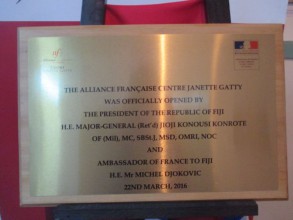 THE ALLIANCE FRANÇAISE CENTRE JANETTE GATTY
WAS OFFICIALLY OPENED BY
THE PRESIDENT OF THE REPUBLIC OF FIJI
H.E. MAJOR-GENERAL (Ret'd) JIOJI KONOUSI KONROTE
OF (Mil), MC, SBStJ, MSD, OMRI, NOC
AND
AMBASSADOR OF FRANCE TO FIJI
H.E. Mr MICHEL DJOKOVIC
22ND MARCH, 2016